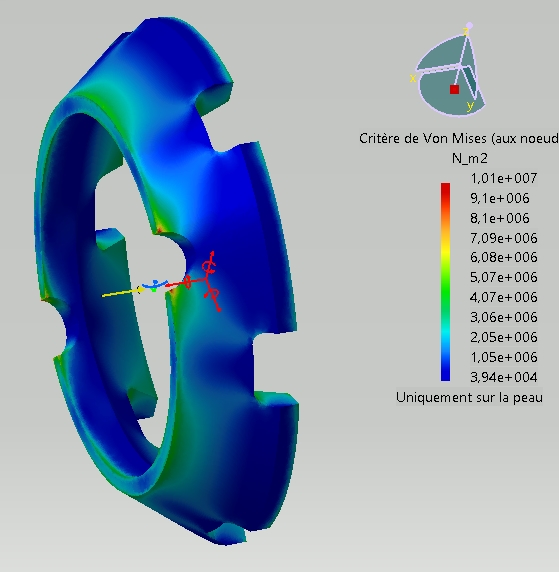 z
x
y
Critère de Von Mises (aux noeud
N_m2
1,01e+007
9,1e+006
8,1e+006
7,09e+006
6,08e+006
5,07e+006
4,07e+006
3,06e+006
2,05e+006
1,05e+006
3,94e+004
Uniquement sur la peau